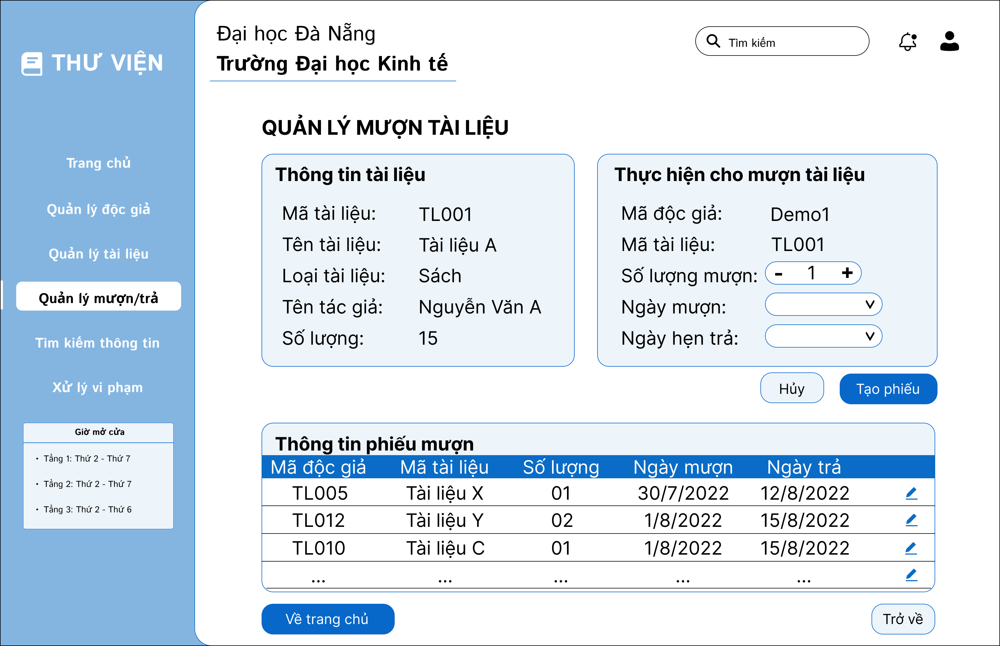 THƯ VIỆN
Trang chủ
Quản lý độc giả
Quản lý tài liệu
Quản lý mượn/trả
Tìm kiếm thông tin
Xử lý vi phạm
Giờ mở cửa
• Tầng 1: Thứ 2 - Thứ 7
• Tầng 2: Thứ 2 - Thứ 7
• Tầng 3: Thứ 2 - Thứ 6
Đại học Đà Nẵng
Trường Đại học Kinh tế
Tìm kiếm
QUẢN LÝ MƯỢN TÀI LIỆU
Thông tin tài liệu
Mã tài liệu: TL001
Tên tài liệu: Tài liệu A
Loại tài liệu: Sách
Tên tác giả: Nguyễn Văn A
Số lượng: 15
Thực hiện cho mượn tài liệu
Mã độc giả: Demo1
Mã tài liệu: TL001
Số lượng mượn: - 1 +
Ngày mượn:
Ngày hẹn trả:
Hủy Tạo phiếu
Thông tin phiếu mượn
Mã độc giả Mã tài liệu Số lượng Ngày mượn Ngày trả
TL005 Tài liệu X 01 30/7/2022 12/8/2022
TL012 Tài liệu Y 02 1/8/2022 15/8/2022
TL010 Tài liệu C 01 1/8/2022 15/8/2022
... ... ... ... ...
Về trang chủ Trở về